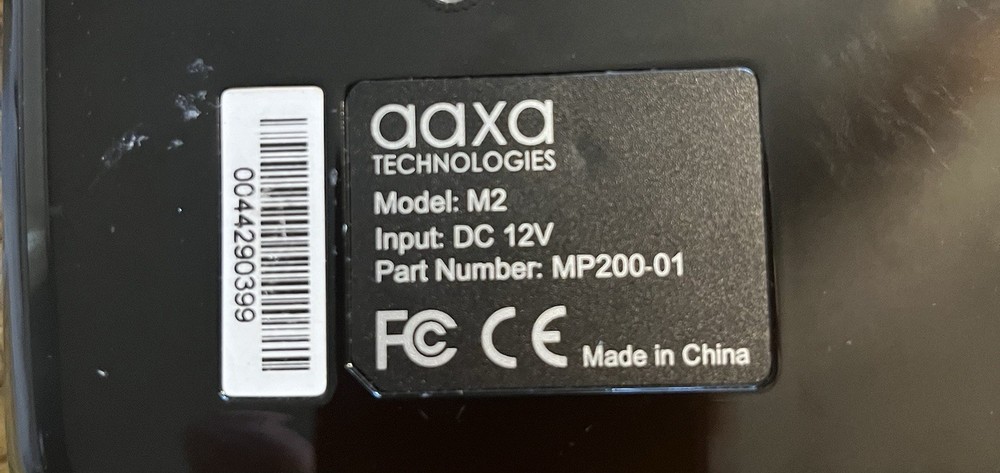 0044290399
aaxa
TECHNOLOGIES
Model: M2
Input: DC 12V
Part Number: MP200-01
FC CE Made in China